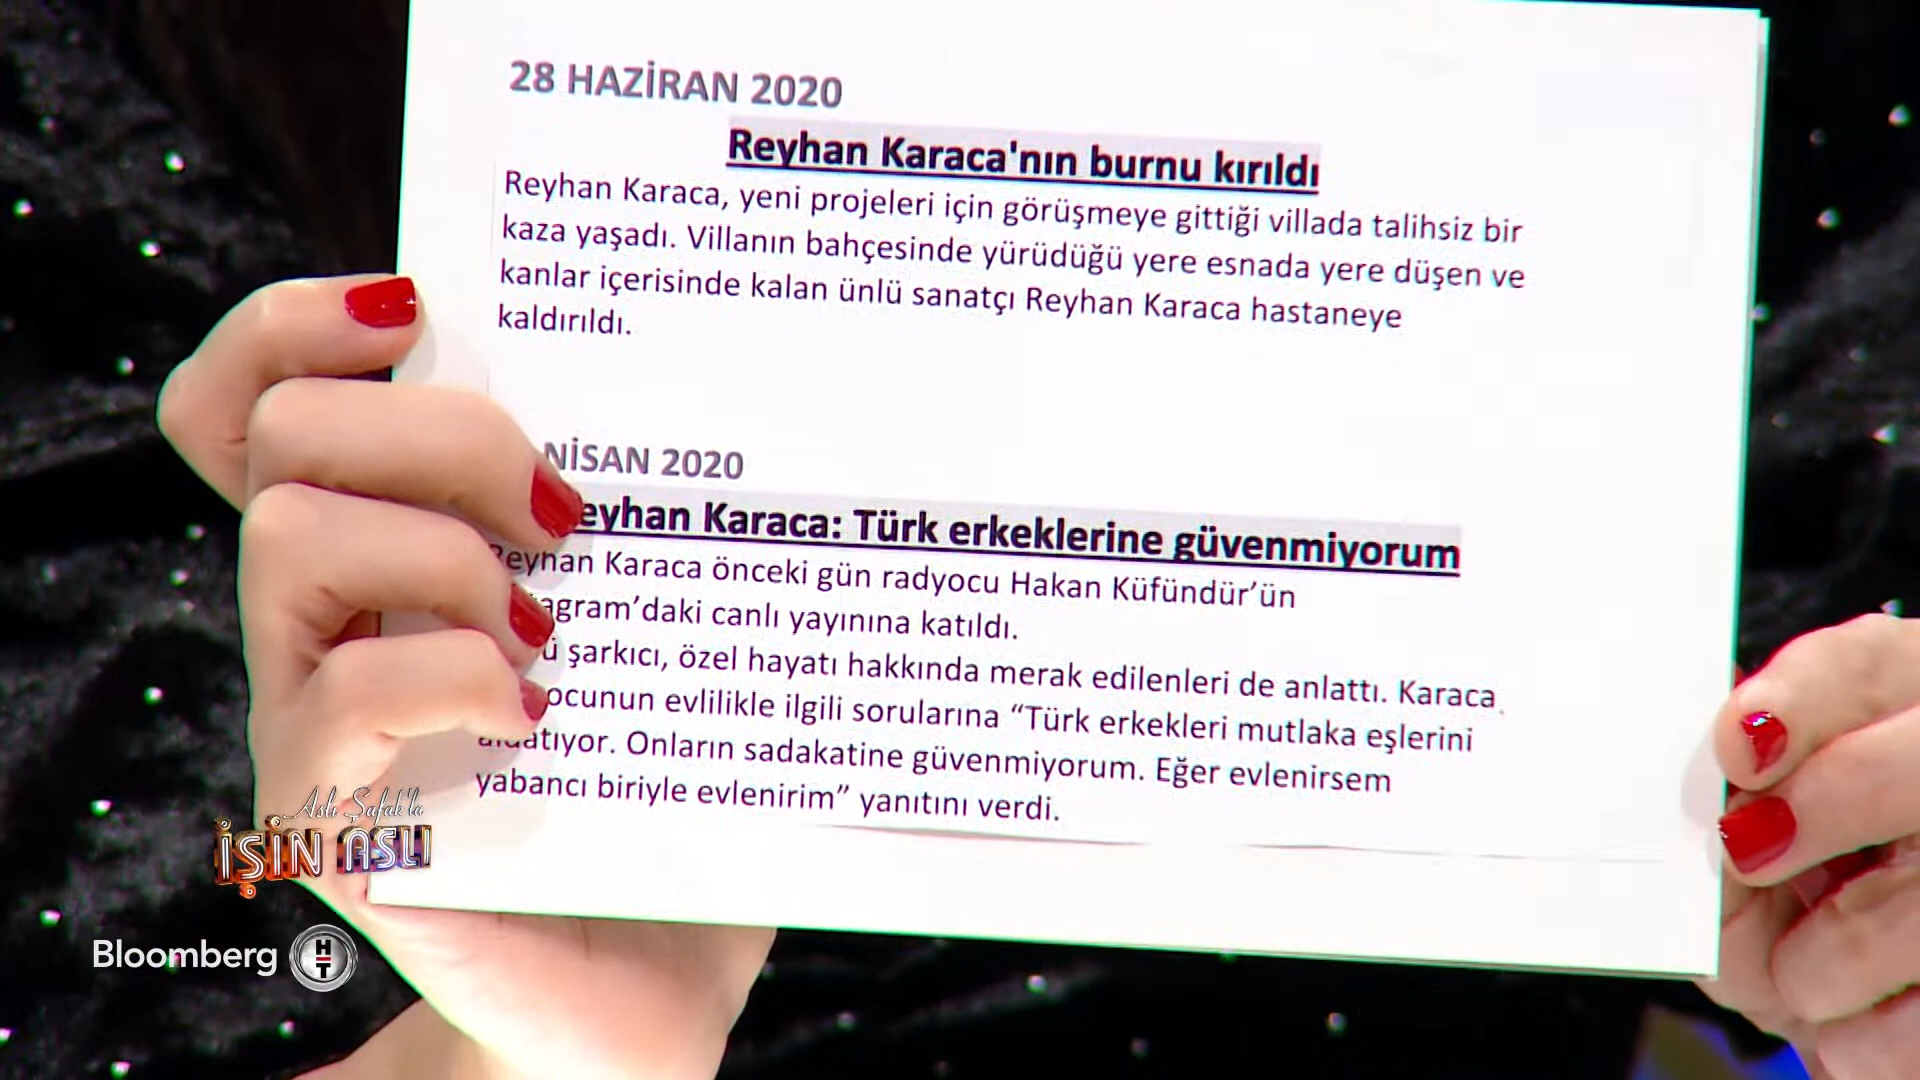 28 HAZİRAN 2020
Reyhan Karaca'nın burnu kırıldı
Reyhan Karaca, yeni projeleri için görüşmeye gittiği villada talihsiz bir
kaza yaşadı. Villanın bahçesinde yürüdüğü yere esnada yere düşen ve
kanlar içerisinde kalan ünlü sanatçı Reyhan Karaca hastaneye
kaldırıldı.
NİSAN 2020
eyhan Karaca: Türk erkeklerine güvenmiyorum
Reyhan Karaca önceki gün radyocu Hakan Küfündür’ün
agram’daki canlı yayınına katıldı.
ü şarkıcı, özel hayatı hakkında merak edilenleri de anlattı. Karaca
ocunun evlilikle ilgili sorularına “Türk erkekleri mutlaka eşlerini
aldatıyor. Onların sadakatine güvenmiyorum. Eğer evlenirsem
yabancı biriyle evlenirim” yanıtını verdi.
Aslı Şafak'la
İŞİN ASLI
Bloomberg HT